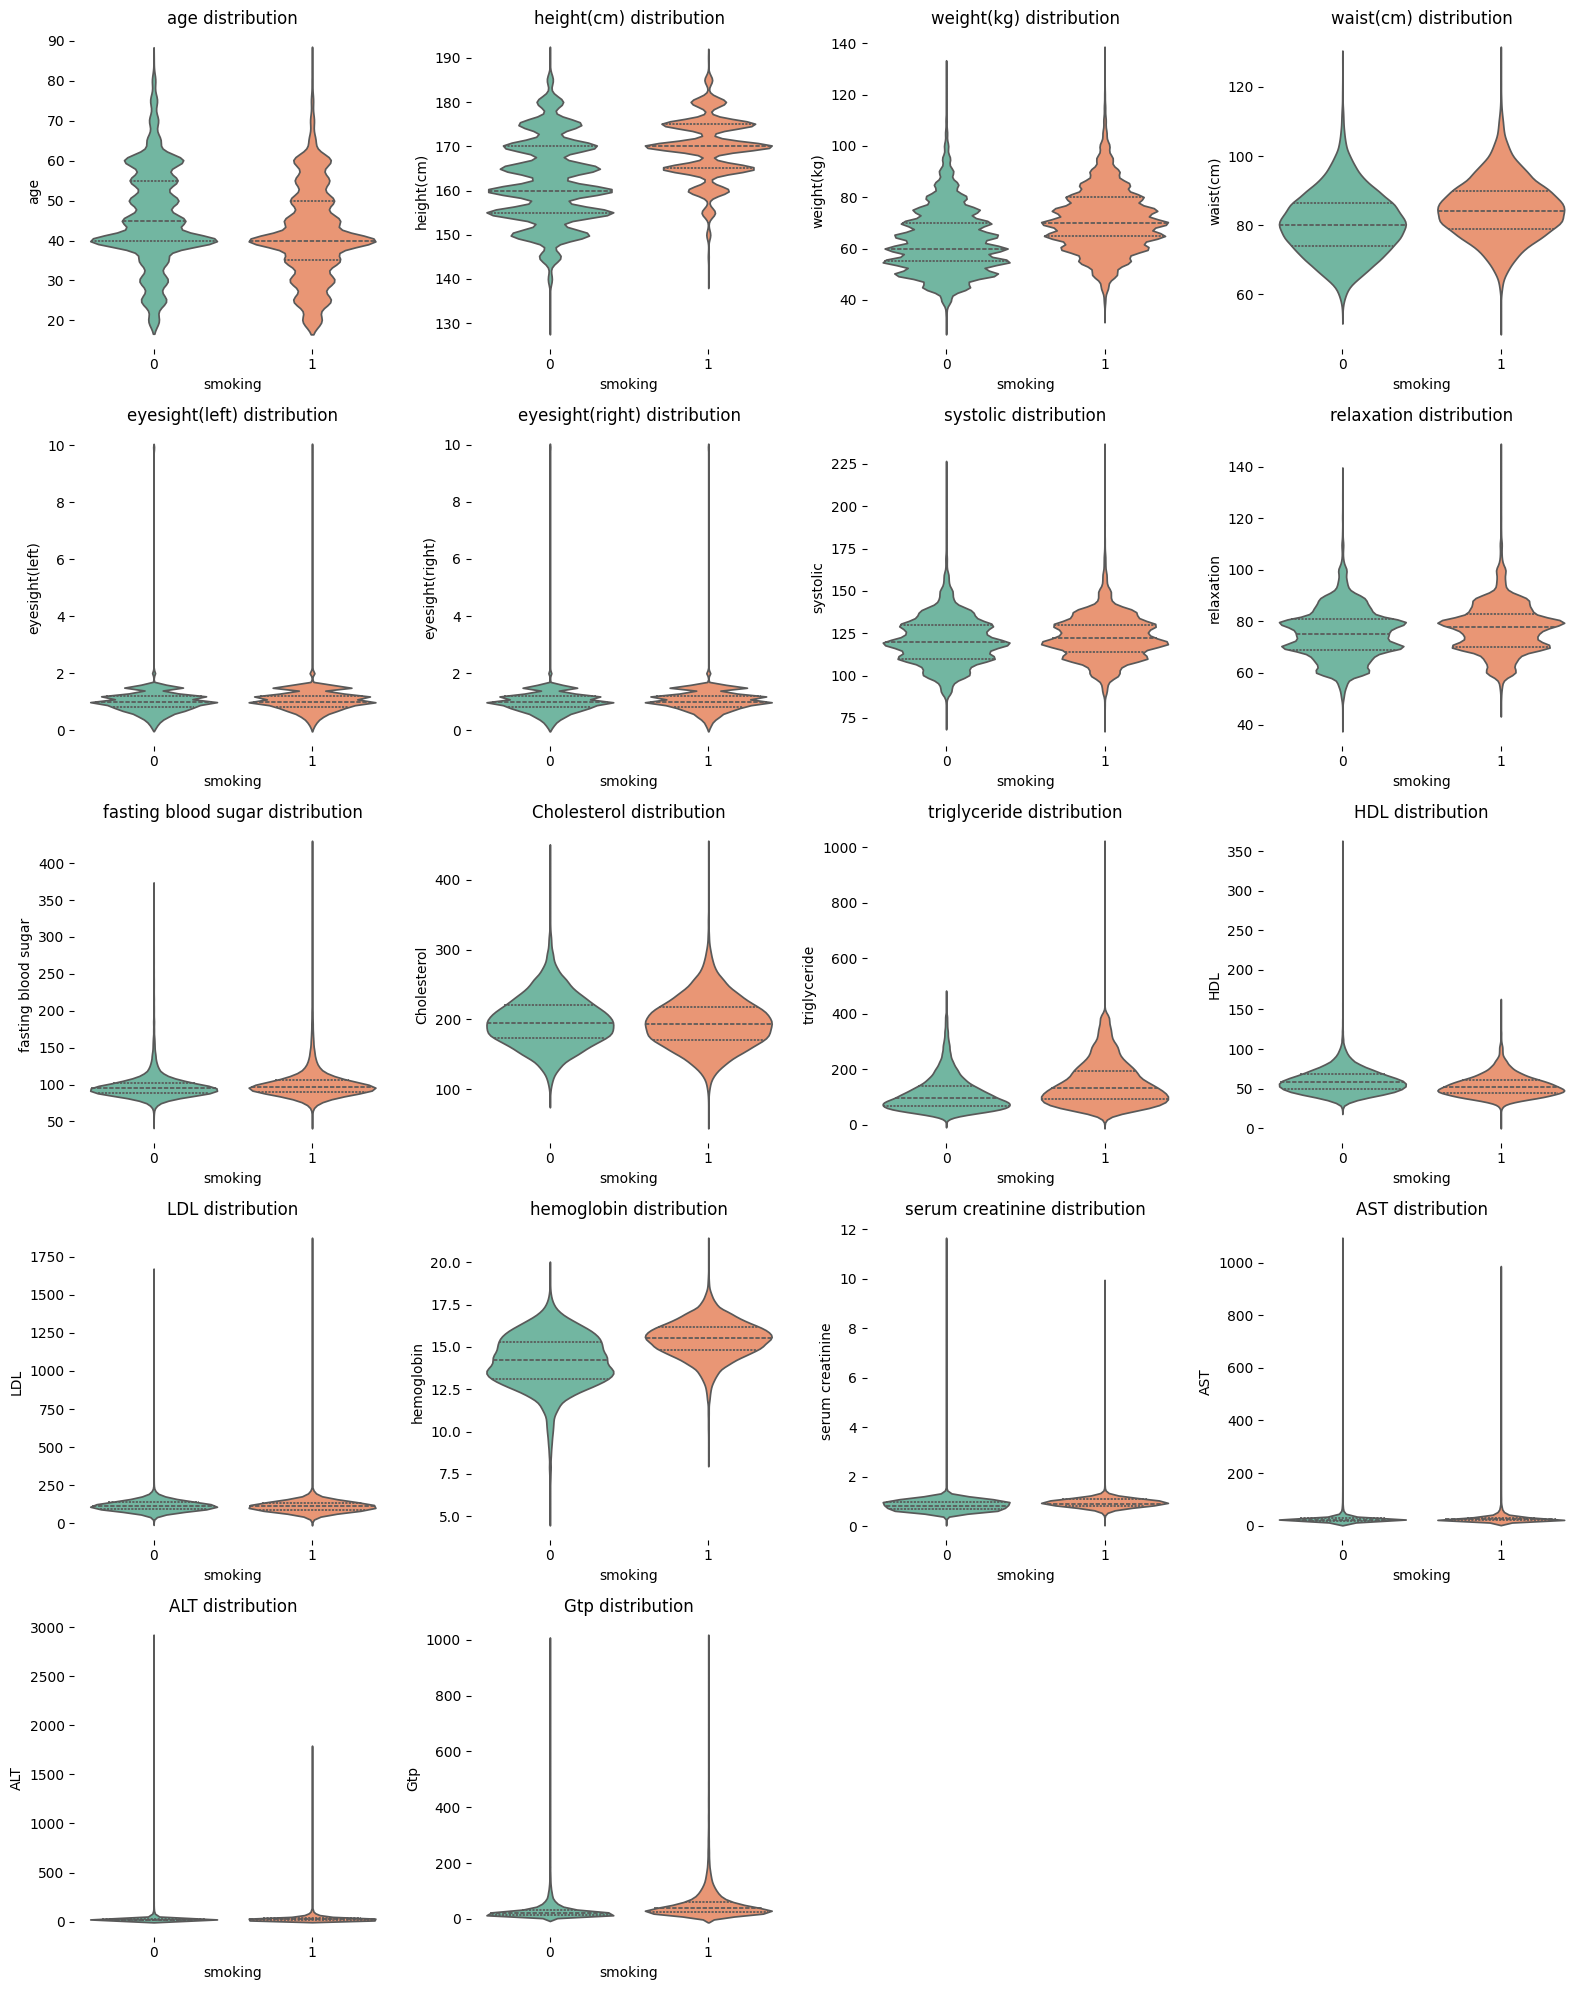 age distribution
height(cm) distribution
weight(kg) distribution
waist(cm) distribution
90
80
70
60
50
40
30
20
age
0
1
smoking
190
180
170
160
150
140
130
height(cm)
0
1
smoking
140
120
100
80
60
40
weight(kg)
0
1
smoking
120
100
80
60
waist(cm)
0
1
smoking
eyesight(left) distribution
eyesight(right) distribution
systolic distribution
relaxation distribution
10
8
6
4
2
0
eyesight(left)
0
1
smoking
10
8
6
4
2
0
eyesight(right)
0
1
smoking
225
200
175
150
125
100
75
systolic
0
1
smoking
140
120
100
80
60
40
relaxation
0
1
smoking
fasting blood sugar distribution
Cholesterol distribution
triglyceride distribution
HDL distribution
400
350
300
250
200
150
100
50
fasting blood sugar
0
1
smoking
400
300
200
100
Cholesterol
0
1
smoking
1000
800
600
400
200
0
triglyceride
0
1
smoking
350
300
250
200
150
100
50
0
HDL
0
1
smoking
LDL distribution
hemoglobin distribution
serum creatinine distribution
AST distribution
1750
1500
1250
1000
750
500
250
0
LDL
0
1
smoking
20.0
17.5
15.0
12.5
10.0
7.5
5.0
hemoglobin
0
1
smoking
12
10
8
6
4
2
0
serum creatinine
0
1
smoking
1000
800
600
400
200
0
AST
0
1
smoking
ALT distribution
Gtp distribution
3000
2500
2000
1500
1000
500
0
ALT
0
1
smoking
1000
800
600
400
200
0
Gtp
0
1
smoking